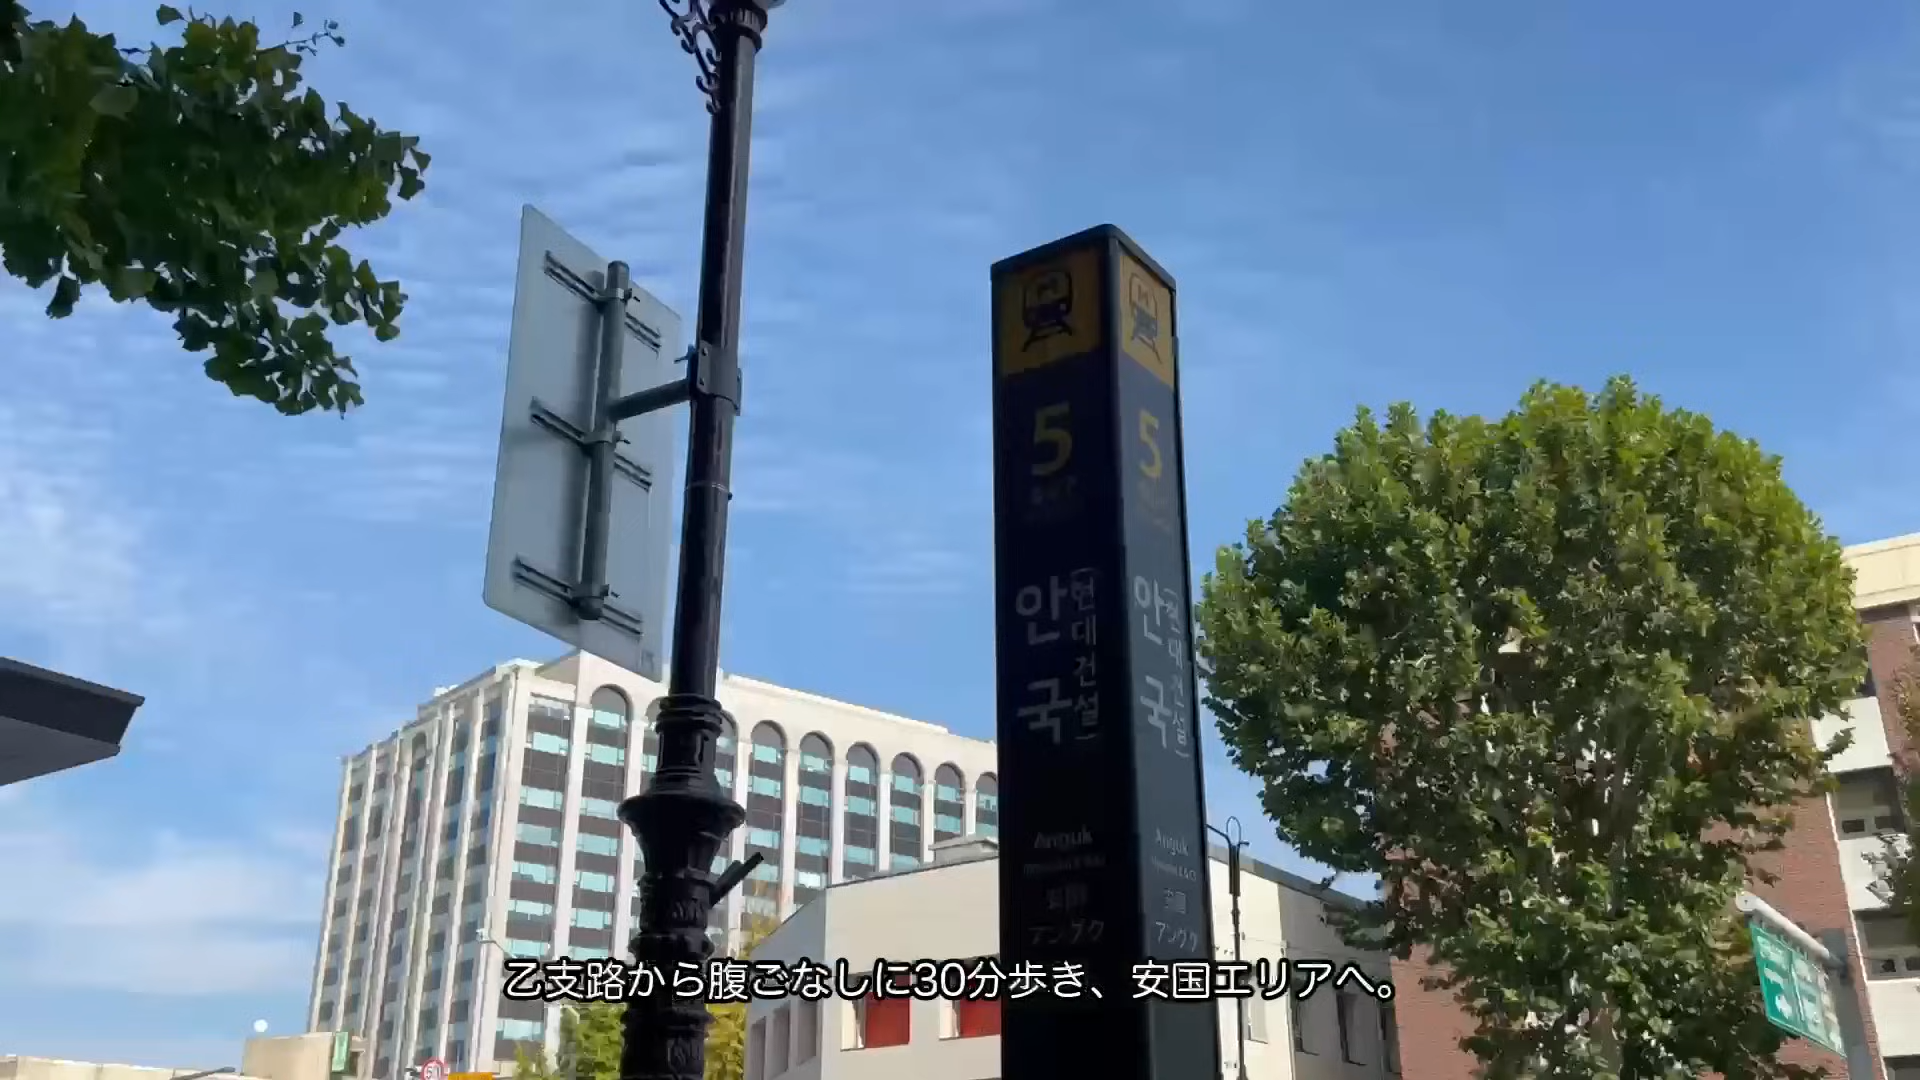 5
안국
(현대건설)
Anguk
安国
アングク
5
안국
(현대건설)
Anguk
安国
アングク
50
乙支路から腹ごなしに30分歩き、安国エリアへ。